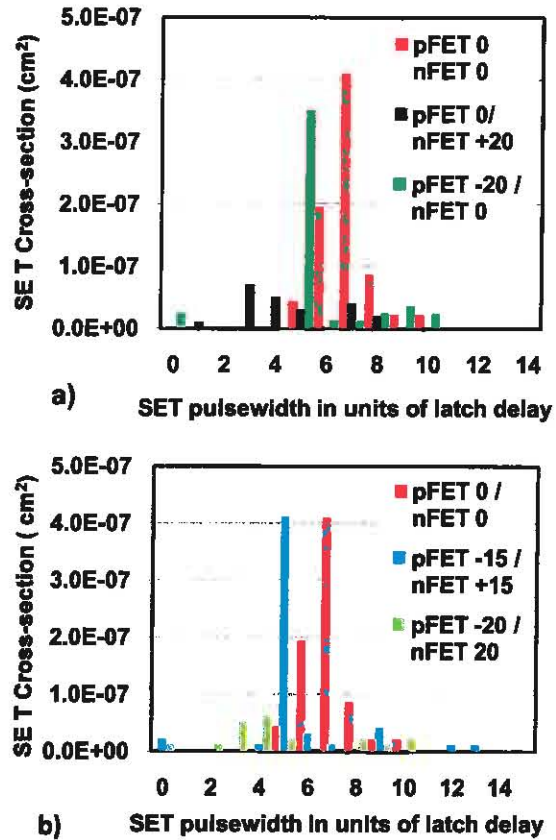 5.0E-07
4.0E-07
3.0E-07
2.0E-07
1.0E-07
0.0E+00
SE T Cross-section (cm²)
pFET 0
nFET 0
pFET 0/
nFET +20
pFET -20 /
nFET 0
0 2 4 6 8 10 12 14
a)
SET pulsewidth in units of latch delay
5.0E-07
4.0E-07
3.0E-07
2.0E-07
1.0E-07
0.0E+00
SE T Cross-section ( cm²)
pFET 0 /
nFET 0
pFET -15 /
nFET +15
pFET -20 /
nFET 20
0 2 4 6 8 10 12 14
b)
SET pulsewidth in units of latch delay